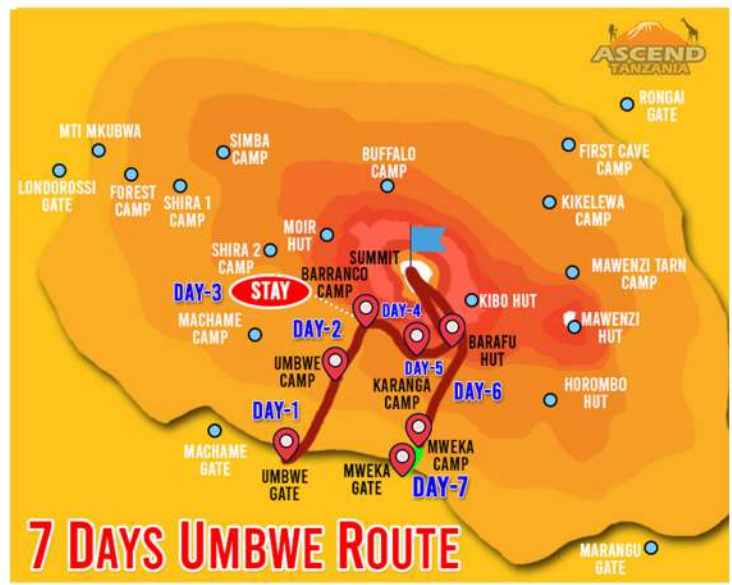 ASCEND
TANZANIA
RONGAI
GATE
MTI MKUBWA
SIMBA
CAMP
BUFFALO
CAMP
FIRST CAVE
CAMP
LONDOROSSI
GATE
FOREST
CAMP
SHIRA 1
CAMP
KIKELEWA
CAMP
MOIR
HUT
SHIRA 2
CAMP
SUMMIT
BARRANCO
CAMP
MAWENZI TARN
CAMP
DAY-3
STAY
KIBO HUT
DAY-4
MACHAME
CAMP
DAY-2
MAWENZI
HUT
BARAFU
HUT
UMBWE
CAMP
DAY-5
KARANGA
CAMP
DAY-6
HOROMBO
HUT
DAY-1
MACHAME
GATE
UMBWE
GATE
MWEKA
CAMP
MWEKA
GATE
DAY-7
7 DAYS UMBWE ROUTE
MARANGU
GATE